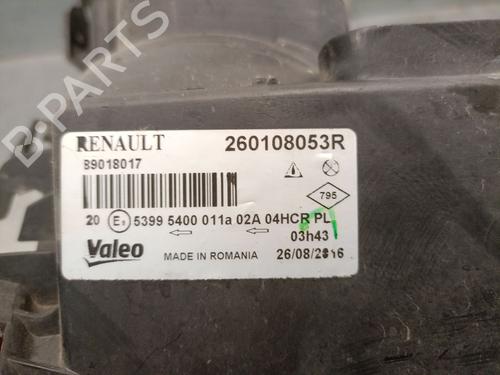 RENAULT 260108053R
89018017
795
20 E1 5399 5400 011a 02A 04HCR PL
Valeo 03h43
MADE IN ROMANIA 26/08/2016
B-PARTS